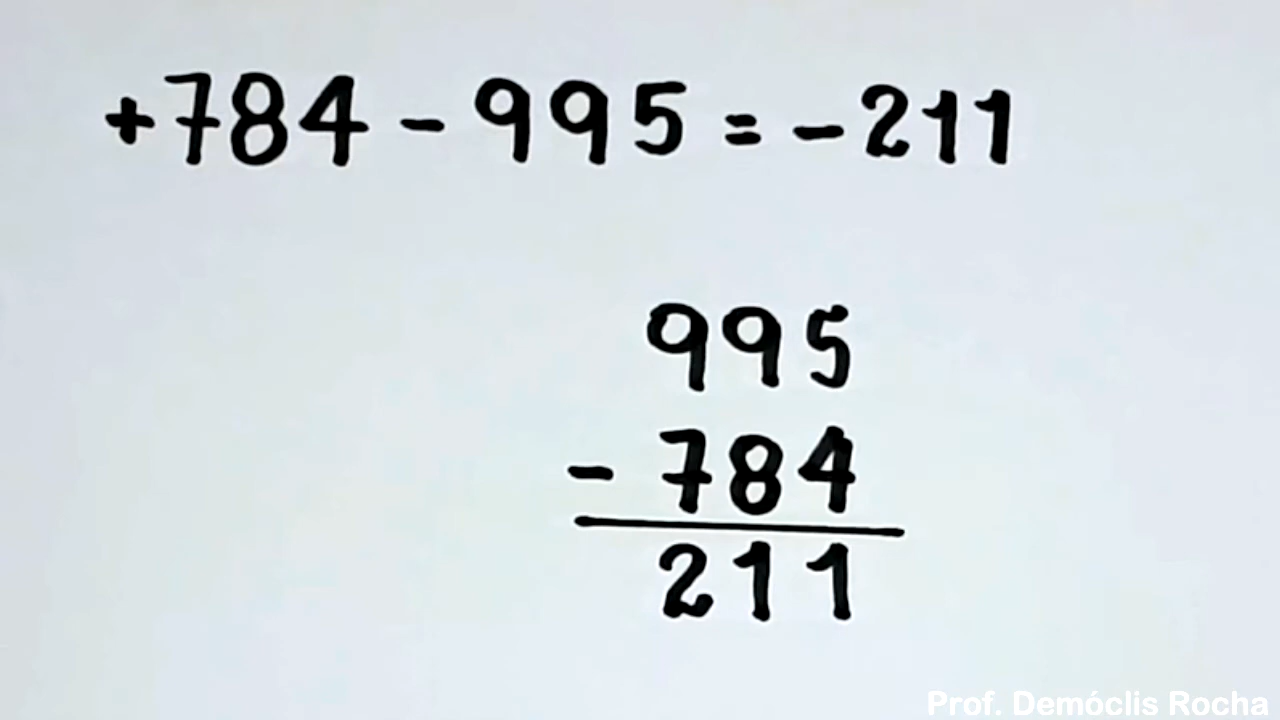 +784 - 995 = -211
995
- 784
211
Prof. Demóclis Rocha